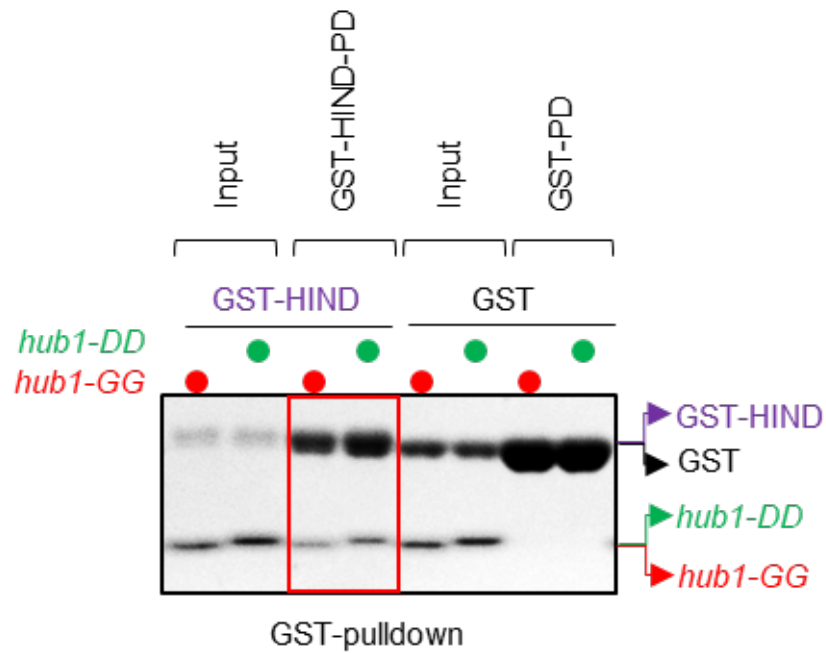 Input
GST-HIND-PD
Input
GST-PD
GST-HIND
GST
hub1-DD
hub1-GG
GST-HIND
GST
hub1-DD
hub1-GG
GST-pulldown